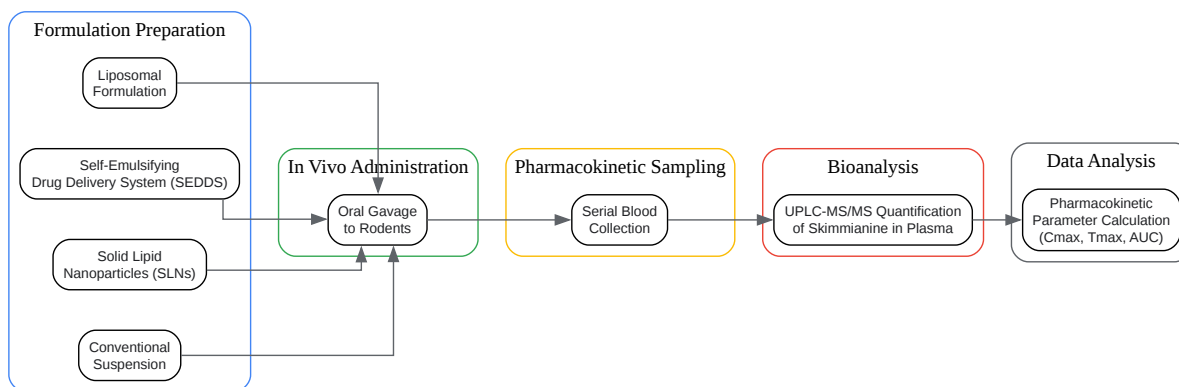 Formulation Preparation
Liposomal
Formulation
Self-Emulsifying
Drug Delivery System (SEDDS)
Solid Lipid
Nanoparticles (SLNs)
Conventional
Suspension
In Vivo Administration
Oral Gavage
to Rodents
Pharmacokinetic Sampling
Serial Blood
Collection
Bioanalysis
UPLC-MS/MS Quantification
of Skimmianine in Plasma
Data Analysis
Pharmacokinetic
Parameter Calculation
(Cmax, Tmax, AUC)